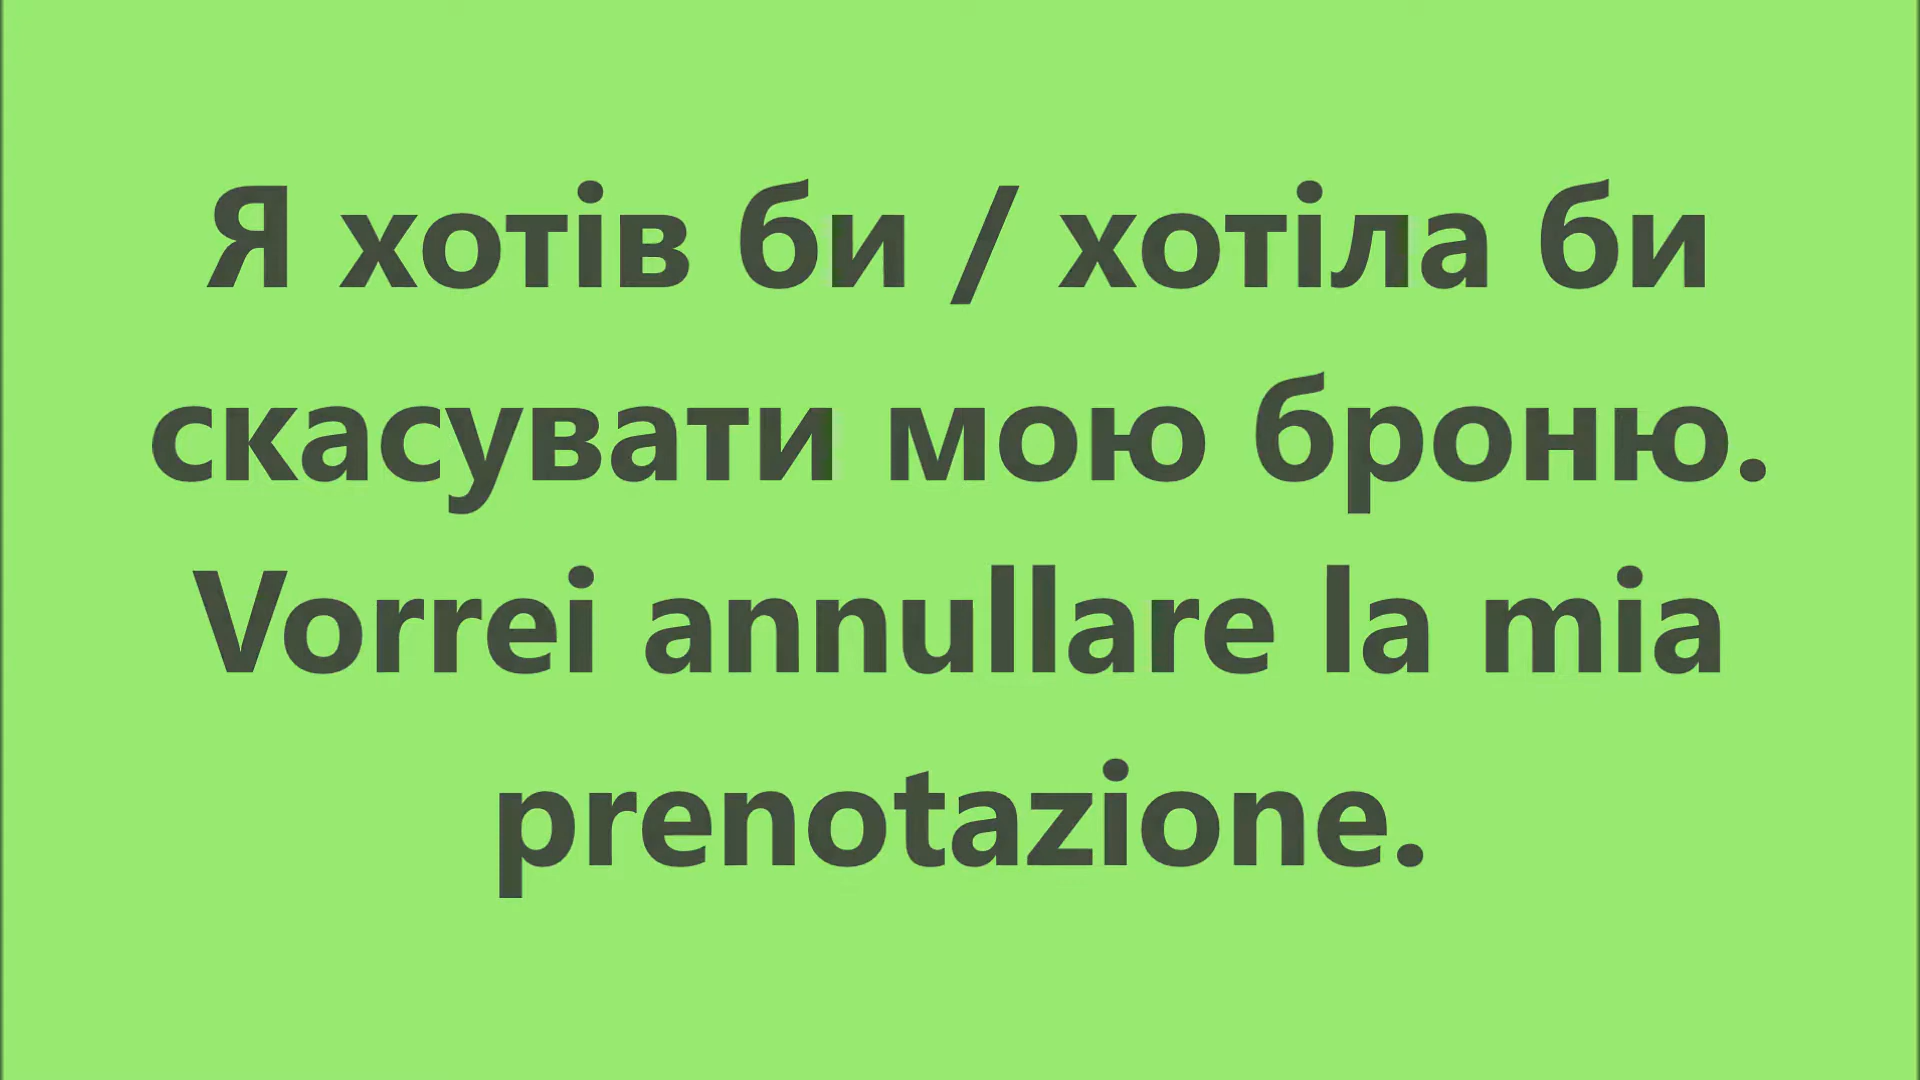 Я хотів би / хотіла би
скасувати мою броню.
Vorrei annullare la mia
prenotazione.